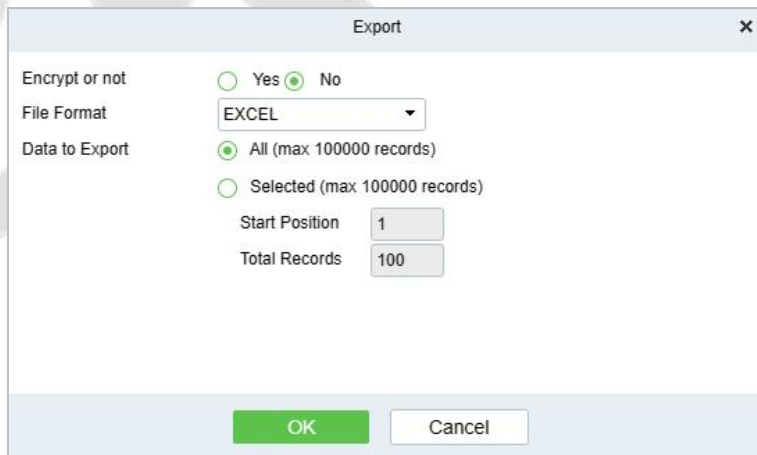 Export
Encrypt or not Yes No
File Format EXCEL
Data to Export All (max 100000 records)
Selected (max 100000 records)
Start Position 1
Total Records 100
OK Cancel